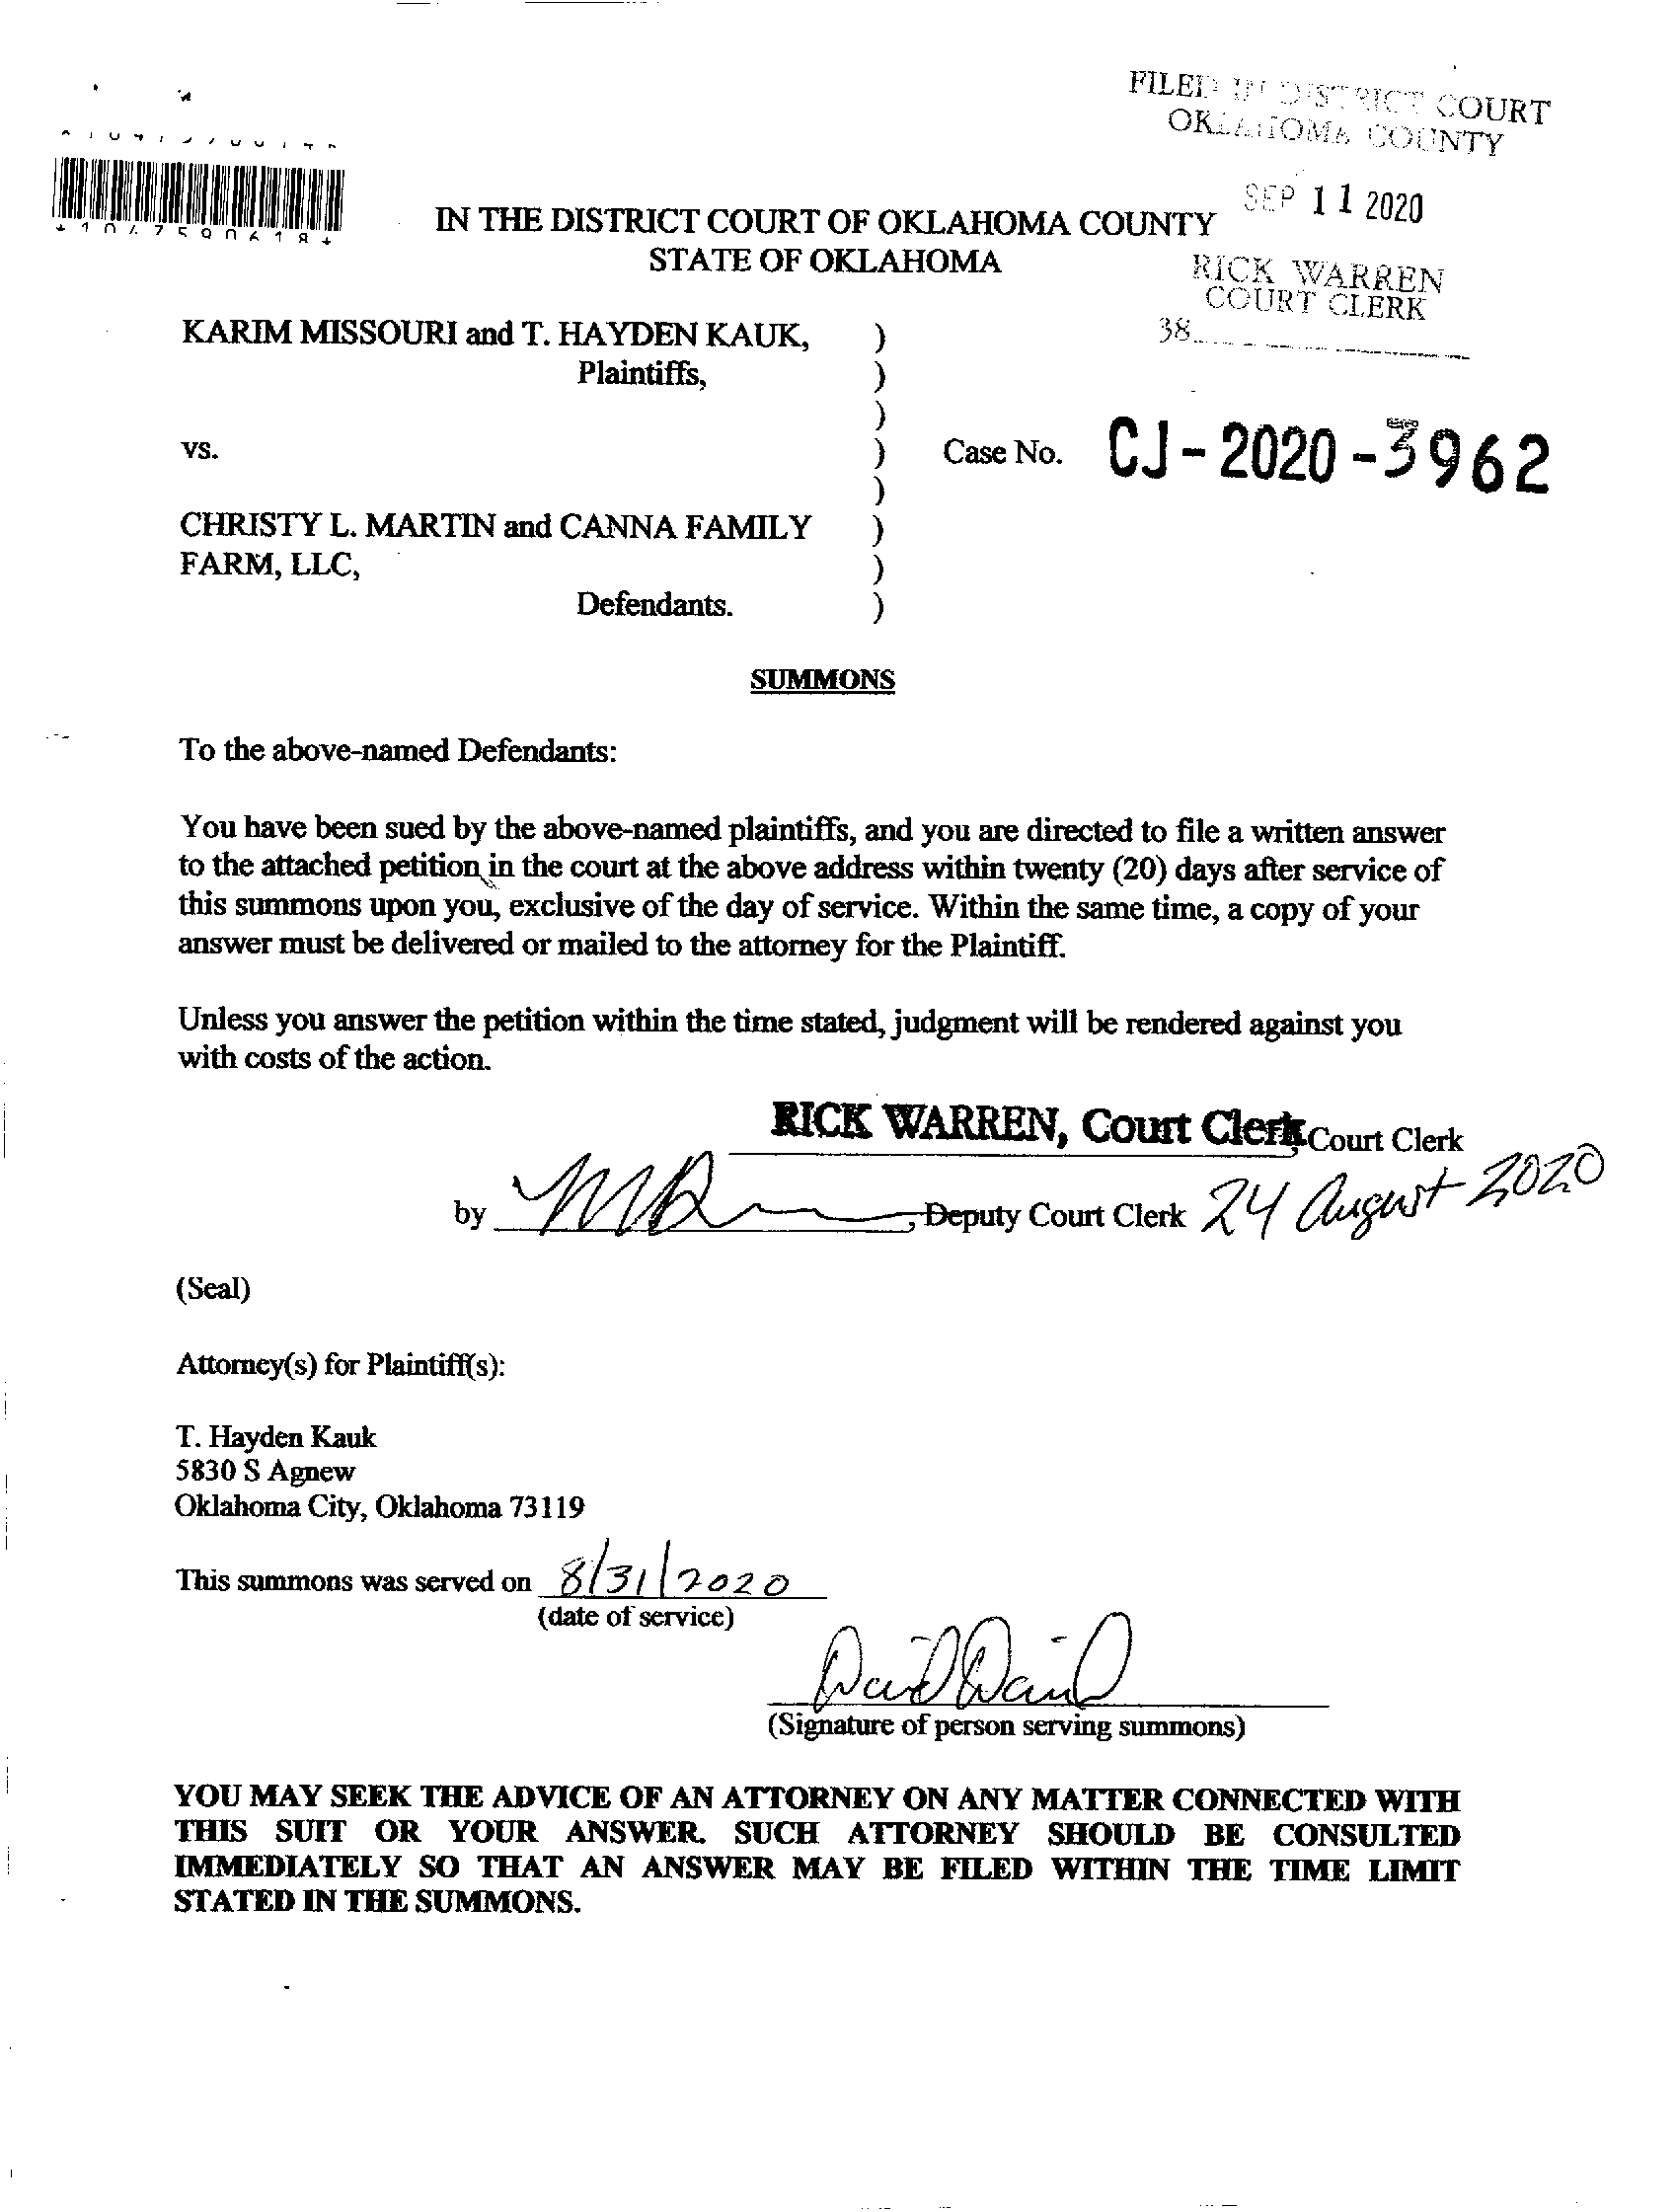 FILED IN DISTRICT COURT
OKLAHOMA COUNTY
SEP 11 2020
RICK WARREN
COURT CLERK
38
IN THE DISTRICT COURT OF OKLAHOMA COUNTY
STATE OF OKLAHOMA
KARIM MISSOURI and T. HAYDEN KAUK, )
Plaintiffs, )
)
vs. ) Case No. CJ-2020-3962
)
CHRISTY L. MARTIN and CANNA FAMILY )
FARM, LLC, )
Defendants. )
SUMMONS
To the above-named Defendants:
You have been sued by the above-named plaintiffs, and you are directed to file a written answer
to the attached petition in the court at the above address within twenty (20) days after service of
this summons upon you, exclusive of the day of service. Within the same time, a copy of your
answer must be delivered or mailed to the attorney for the Plaintiff.
Unless you answer the petition within the time stated, judgment will be rendered against you
with costs of the action.
RICK WARREN, Court Clerk, Court Clerk
by , Deputy Court Clerk 24 August 2020
(Seal)
Attorney(s) for Plaintiff(s):
T. Hayden Kauk
5830 S Agnew
Oklahoma City, Oklahoma 73119
This summons was served on 8/31/2020
(date of service)
(Signature of person serving summons)
YOU MAY SEEK THE ADVICE OF AN ATTORNEY ON ANY MATTER CONNECTED WITH
THIS SUIT OR YOUR ANSWER. SUCH ATTORNEY SHOULD BE CONSULTED
IMMEDIATELY SO THAT AN ANSWER MAY BE FILED WITHIN THE TIME LIMIT
STATED IN THE SUMMONS.